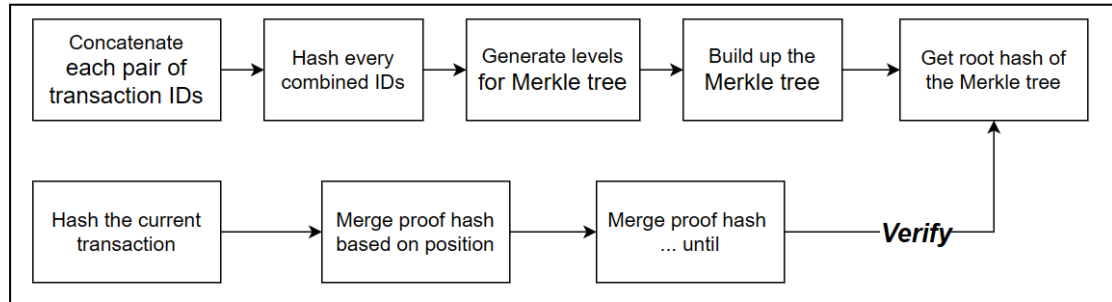 Concatenate
each pair of
transaction IDs
Hash every
combined IDs
Generate levels
for Merkle tree
Build up the
Merkle tree
Get root hash of
the Merkle tree
Hash the current
transaction
Merge proof hash
based on position
Merge proof hash
... until
Verify